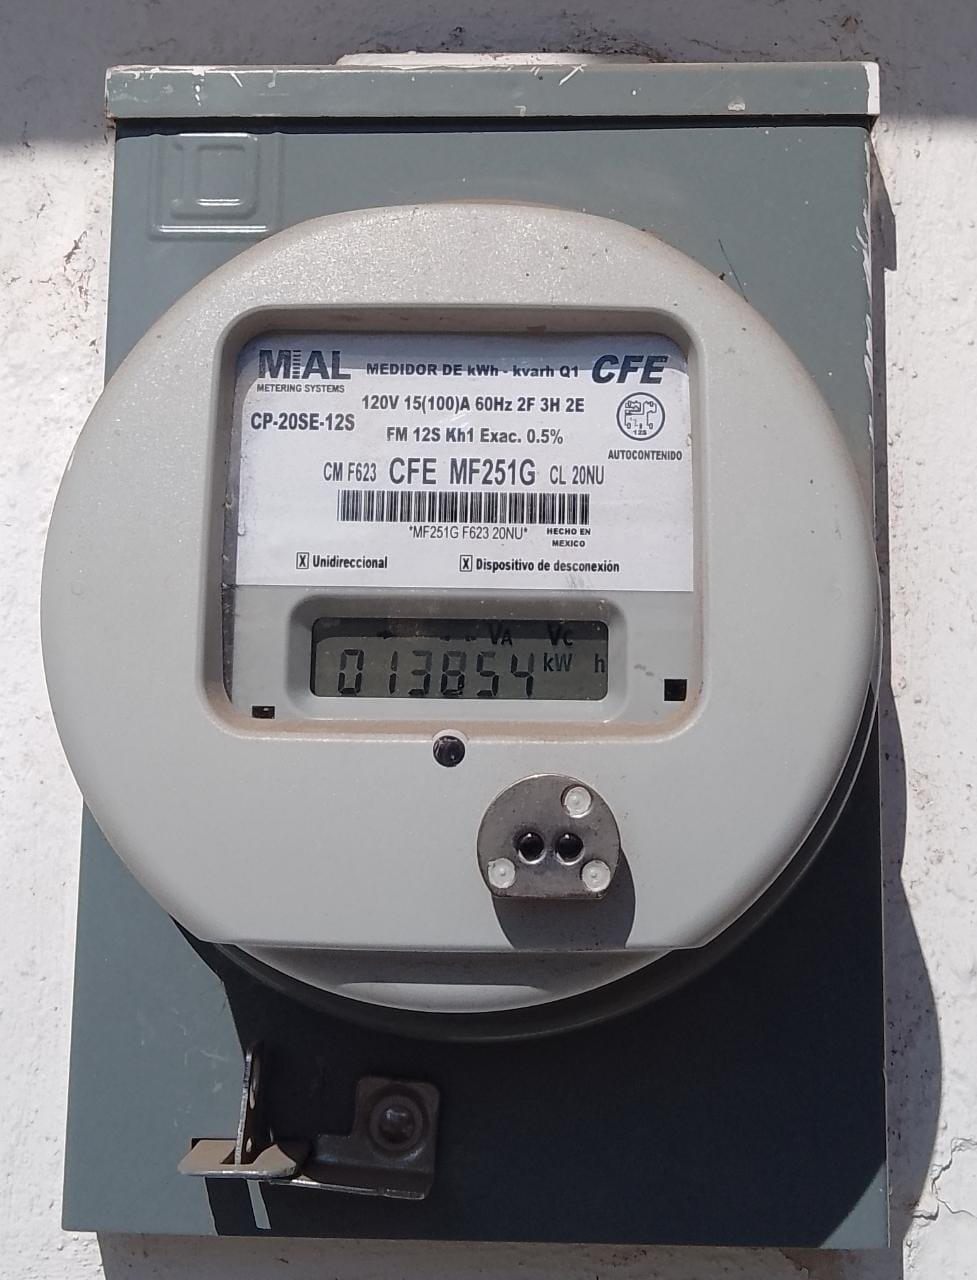 MIAL
METERING SYSTEMS
MEDIDOR DE kWh - kvarh Q1
CFE
120V 15(100)A 60Hz 2F 3H 2E
CP-20SE-12S
FM 12S Kh1 Exac. 0.5%
12S
AUTOCONTENIDO
CM F623 CFE MF251G CL 20NU
*MF251G F623 20NU*
HECHO EN
MEXICO
X Unidireccional
X Dispositivo de desconexión
VA VC
013854 kW h